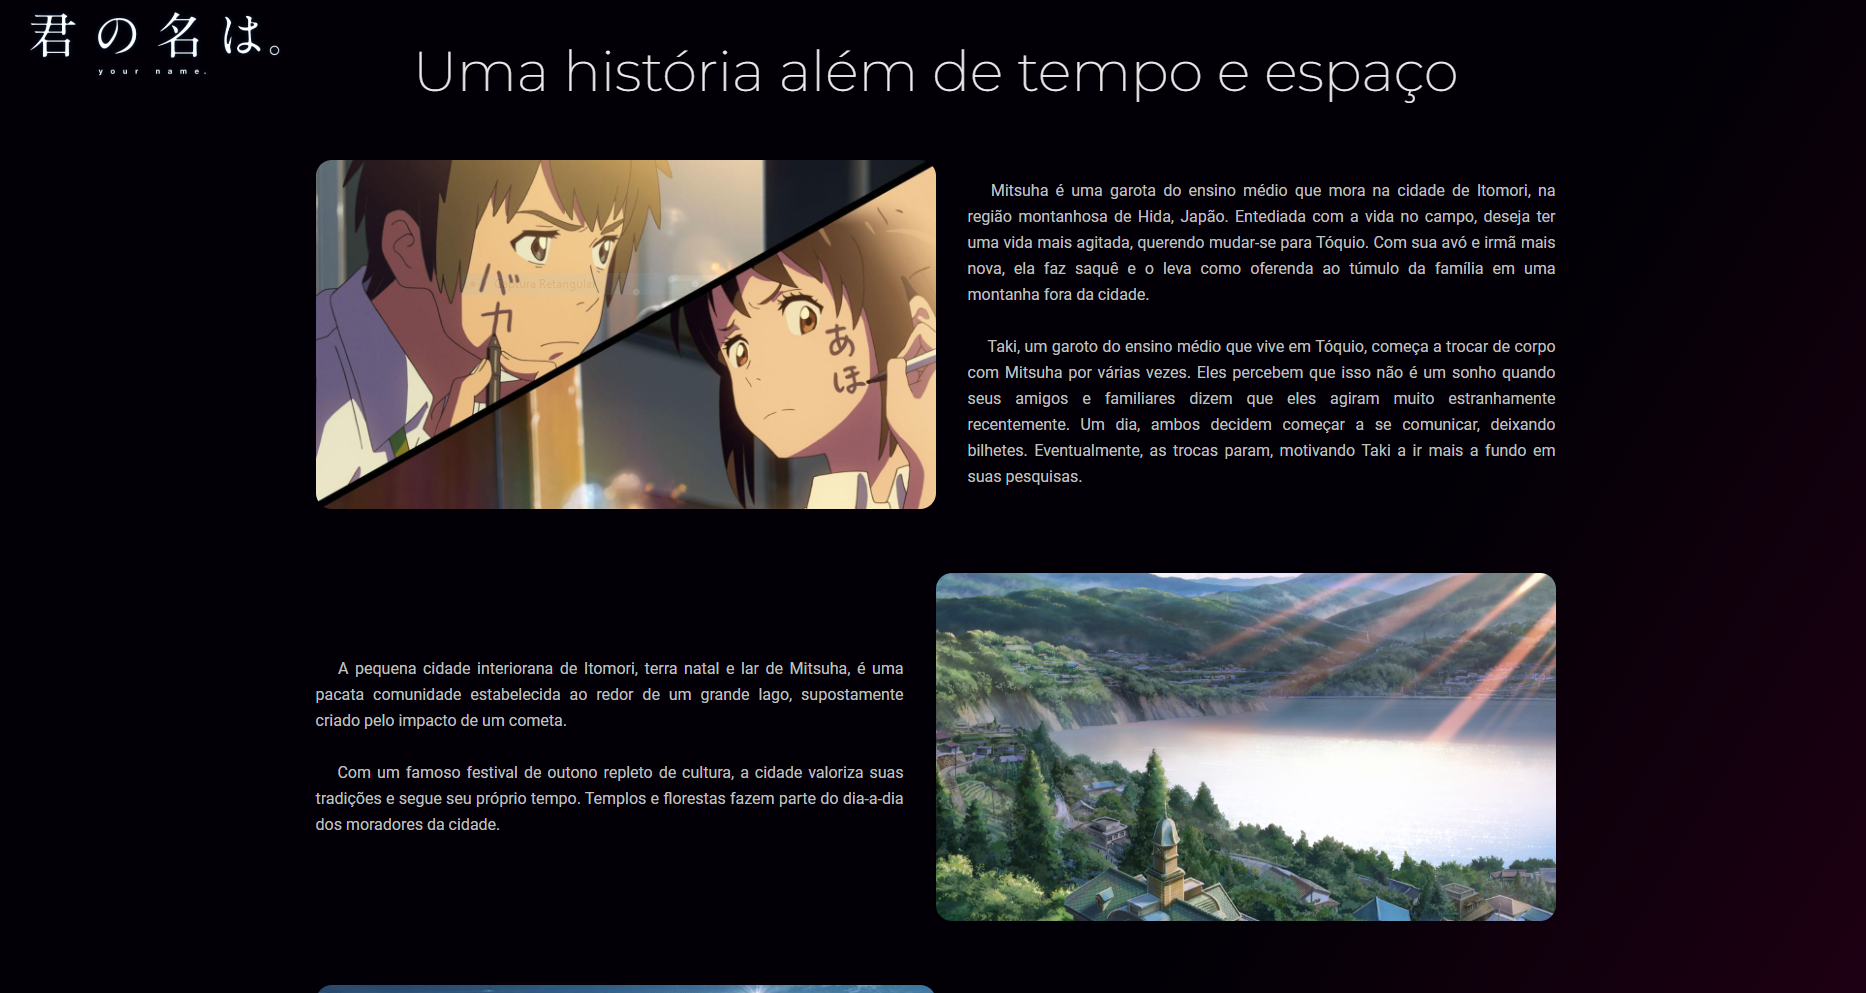 君の名は。
your name.
Uma história além de tempo e espaço
バカ
Captura Retangular
あほ
Mitsuha é uma garota do ensino médio que mora na cidade de Itomori, na
região montanhosa de Hida, Japão. Entediada com a vida no campo, deseja ter
uma vida mais agitada, querendo mudar-se para Tóquio. Com sua avó e irmã mais
nova, ela faz saquê e o leva como oferenda ao túmulo da família em uma
montanha fora da cidade.
Taki, um garoto do ensino médio que vive em Tóquio, começa a trocar de corpo
com Mitsuha por várias vezes. Eles percebem que isso não é um sonho quando
seus amigos e familiares dizem que eles agiram muito estranhamente
recentemente. Um dia, ambos decidem começar a se comunicar, deixando
bilhetes. Eventualmente, as trocas param, motivando Taki a ir mais a fundo em
suas pesquisas.
A pequena cidade interiorana de Itomori, terra natal e lar de Mitsuha, é uma
pacata comunidade estabelecida ao redor de um grande lago, supostamente
criado pelo impacto de um cometa.
Com um famoso festival de outono repleto de cultura, a cidade valoriza suas
tradições e segue seu próprio tempo. Templos e florestas fazem parte do dia-a-dia
dos moradores da cidade.